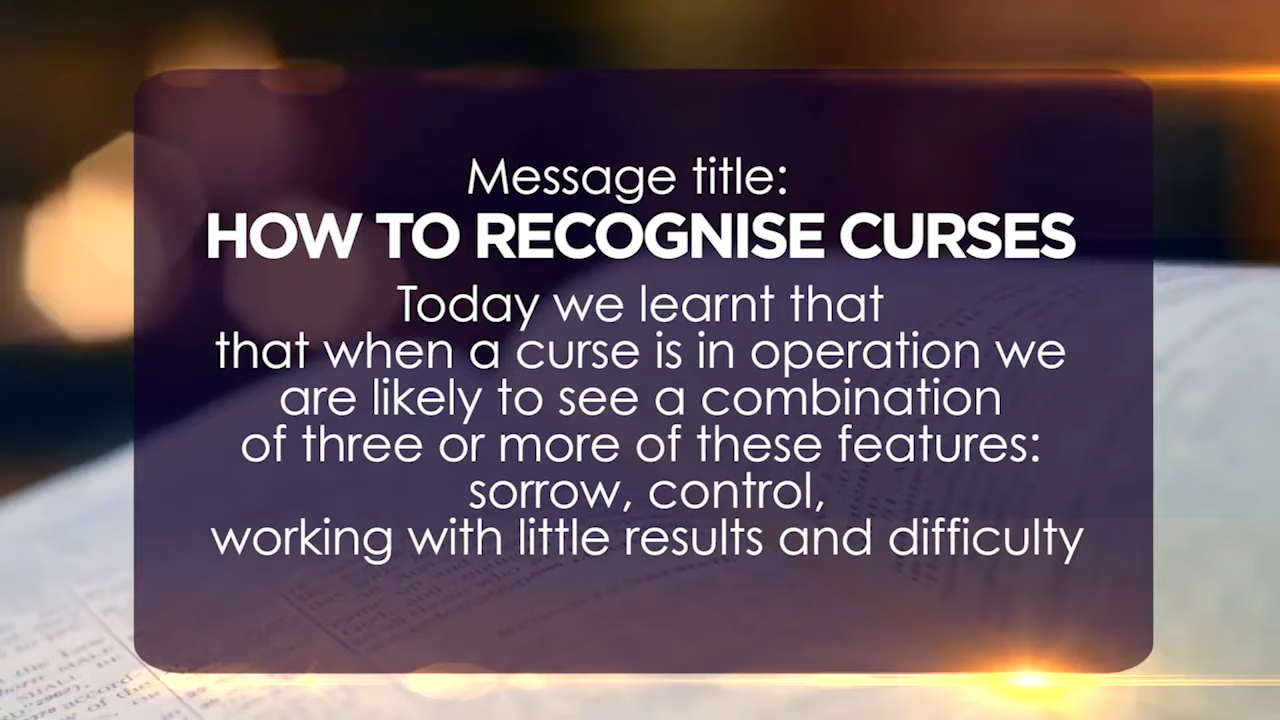 Message title:
HOW TO RECOGNISE CURSES
Today we learnt that
that when a curse is in operation we
are likely to see a combination
of three or more of these features:
sorrow, control,
working with little results and difficulty